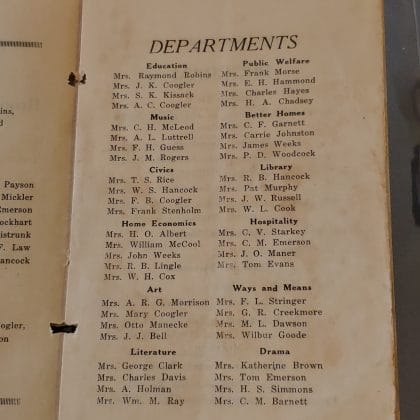 ins,
d
Payson
Mickler
Emerson
ockhart
istrunk
F. Law
ancock
oogler,
DEPARTMENTS
Education
Mrs. Raymond Robins
Mrs. J. K. Coogler
Mrs. S. K. Kissack
Mrs. A. C. Coogler
Music
Mrs. C. H. McLeod
Mrs. A. L. Luttrell
Mrs. F. H. Guess
Mrs. J. M. Rogers
Civics
Mrs. T. S. Rice
Mrs. W. S. Hancock
Mrs. F. B. Coogler
Mrs. Frank Stenholm
Home Economics
Mrs. H. O. Albert
Mrs. William McCool
Mrs. John Weeks
Mrs. R. B. Lingle
Mrs. W. H. Cox
Art
Mrs. A. R. G. Morrison
Mrs. Mary Coogler
Mrs. Otto Manecke
Mrs. J. J. Bell
Literature
Mrs. George Clark
Mrs. Charles Davis
Mrs. A. Holman
Mrs. Wm. M. Ray
Public Welfare
Mrs. Frank Morse
Mrs. E. H. Hammond
Mrs. Charles Hayes
Mrs. H. A. Chadsey
Better Homes
Mrs. C. F. Garnett
Mrs. Carrie Johnston
Mrs. James Weeks
Mrs. P. D. Woodcock
Library
Mrs. R. B. Hancock
Mrs. Pat Murphy
Mrs. J. W. Russell
Mrs. W. L. Cook
Hospitality
Mrs. C. V. Starkey
Mrs. C. M. Emerson
Mrs. J. O. Maner
Mrs. Tom Evans
Ways and Means
Mrs. F. L. Stringer
Mrs. G. R. Creekmore
Mrs. M. L. Dawson
Mrs. Wilbur Goode
Drama
Mrs. Katherine Brown
Mrs. Tom Emerson
Mrs. H. S. Simmons
Mrs. C. M. Barnett